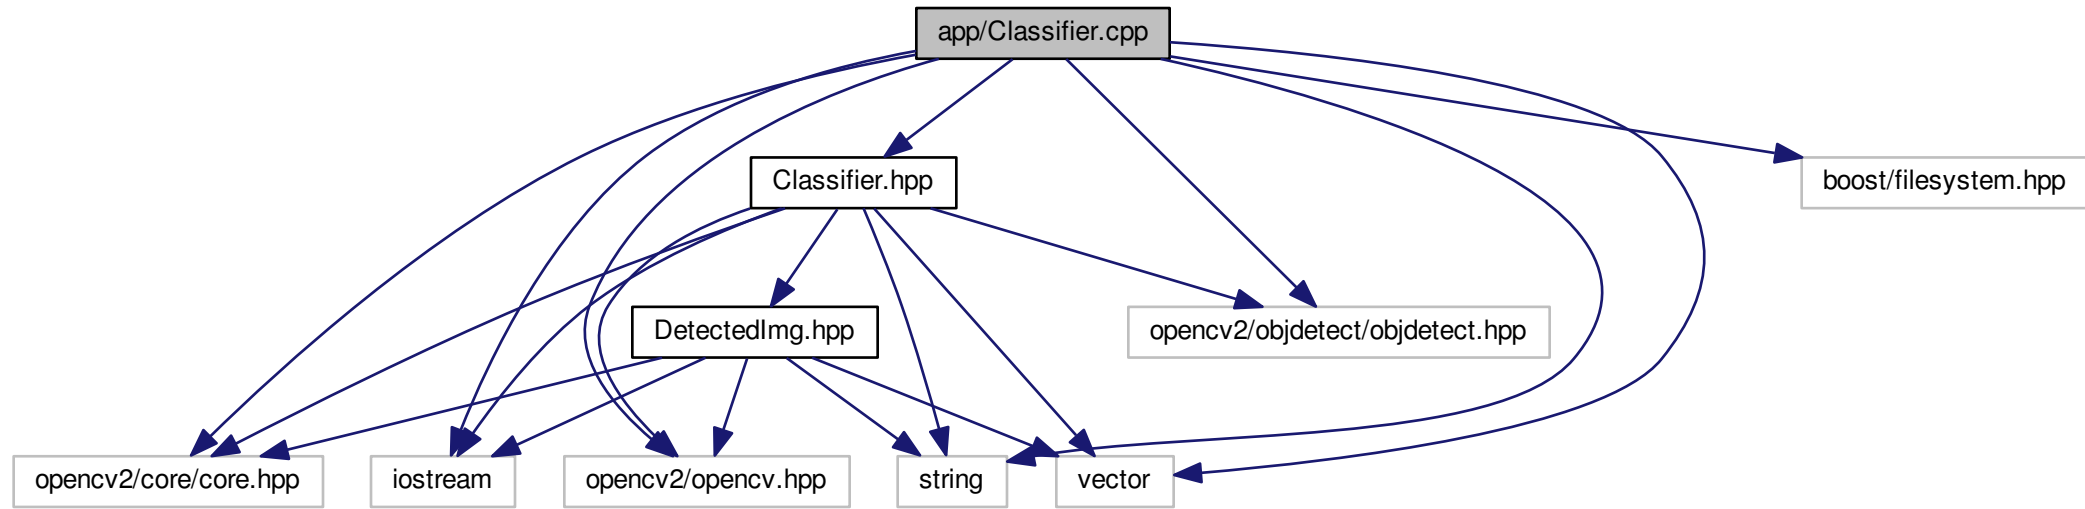 app/Classifier.cpp
Classifier.hpp
boost/filesystem.hpp
DetectedImg.hpp
opencv2/objdetect/objdetect.hpp
opencv2/core/core.hpp
iostream
opencv2/opencv.hpp
string
vector